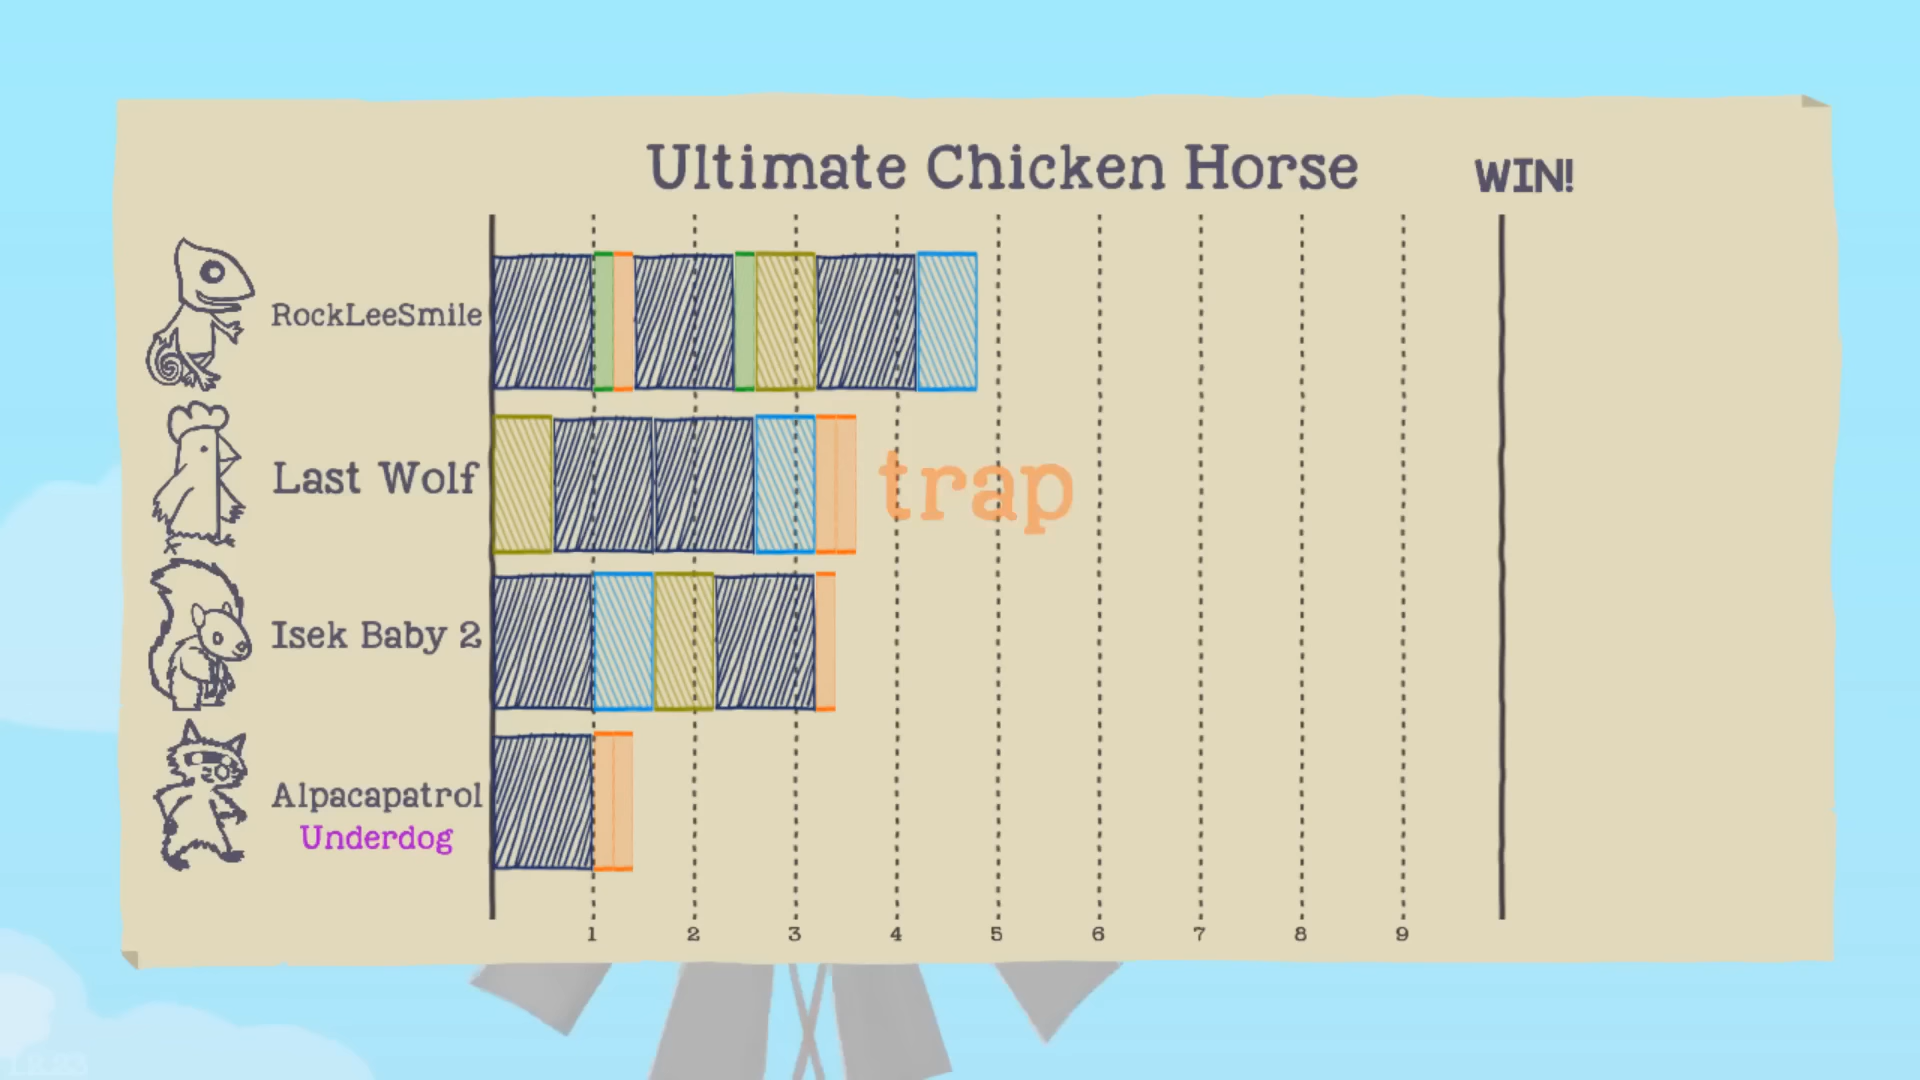 Ultimate Chicken Horse
WIN!
RockLeeSmile
Last Wolf
trap
Isek Baby 2
Alpacapatrol
Underdog
1 2 3 4 5 6 7 8 9